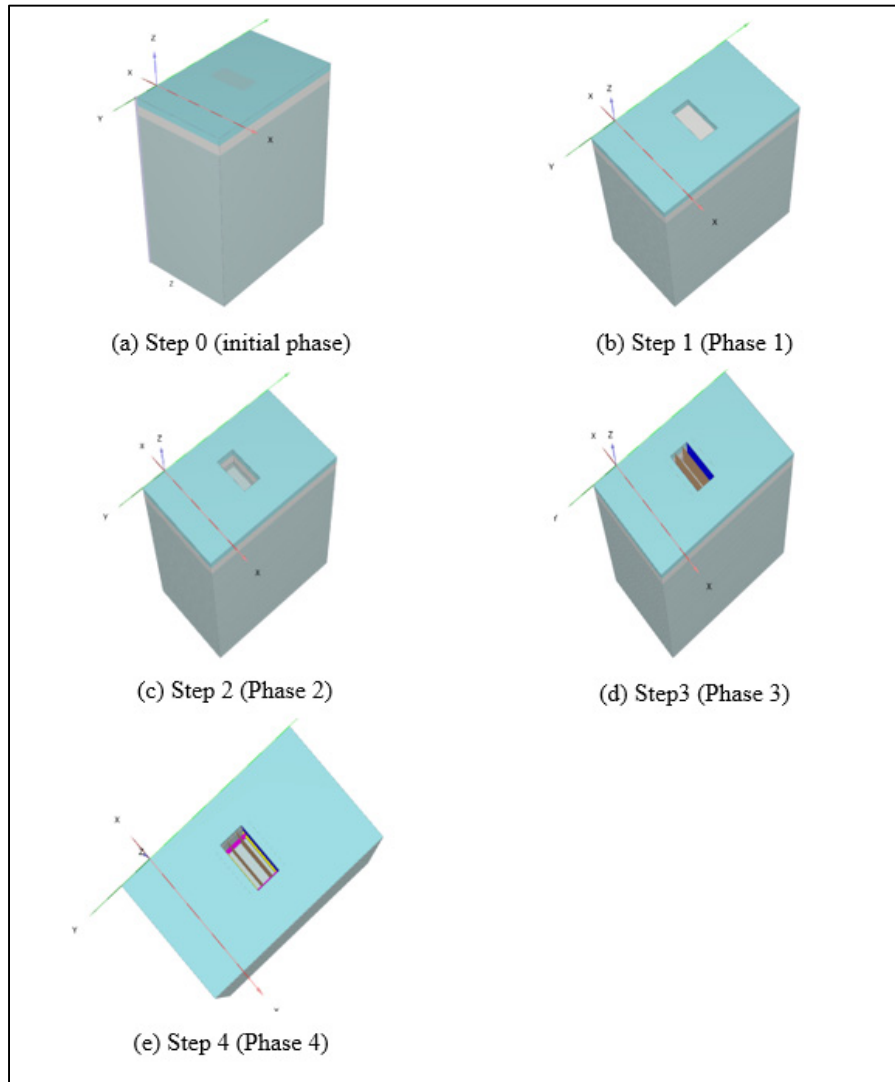 Z
X
Y
X
Z
(a) Step 0 (initial phase)
X
Z
Y
X
(b) Step 1 (Phase 1)
X
Z
Y
X
(c) Step 2 (Phase 2)
X
Z
Y
X
(d) Step3 (Phase 3)
X
Z
Y
(e) Step 4 (Phase 4)